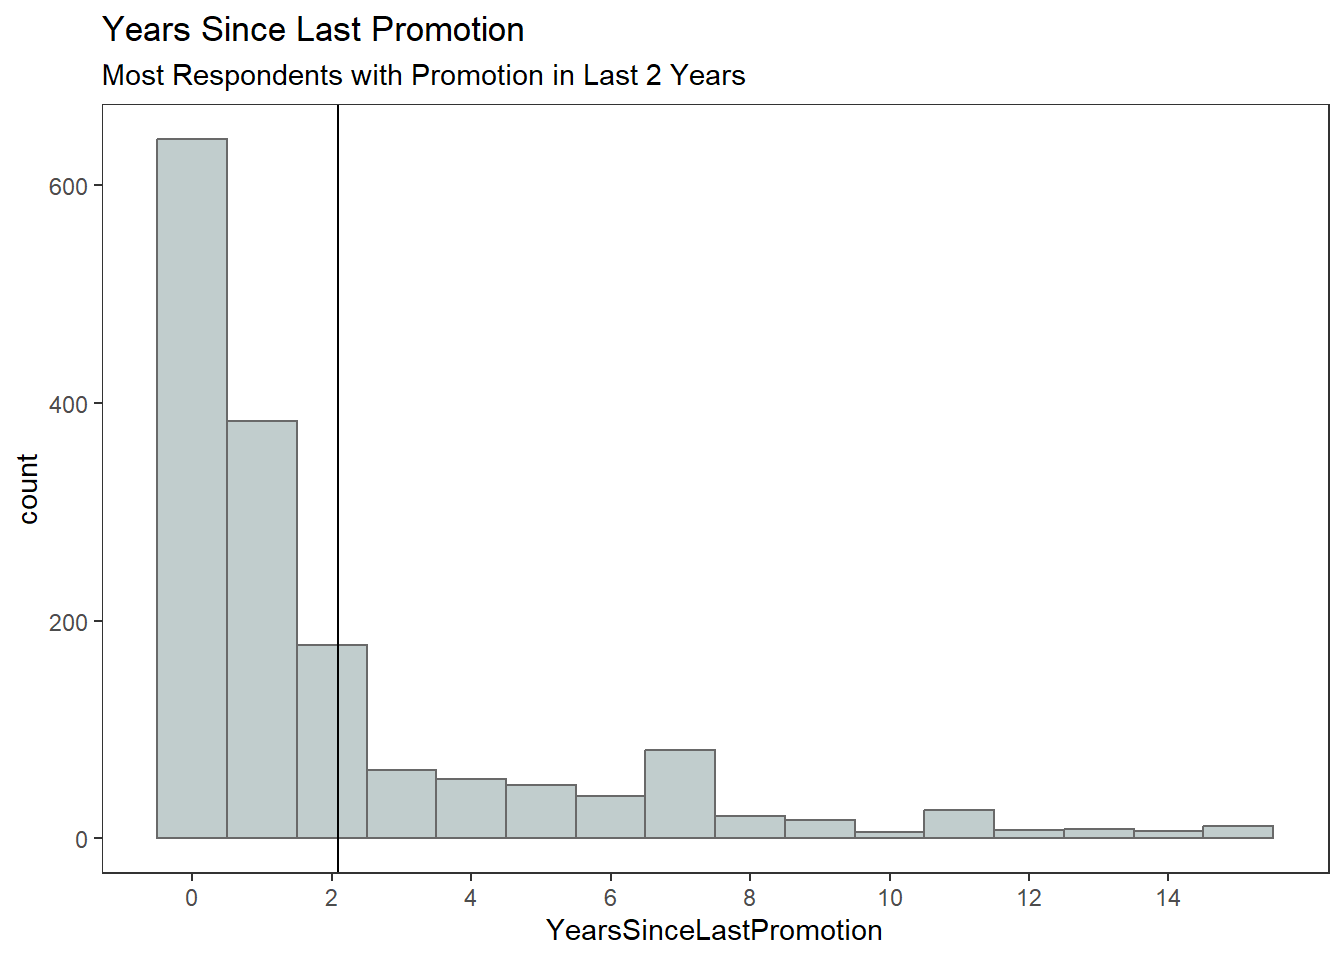 Years Since Last Promotion
Most Respondents with Promotion in Last 2 Years
600
400
200
0
count
0 2 4 6 8 10 12 14
YearsSinceLastPromotion